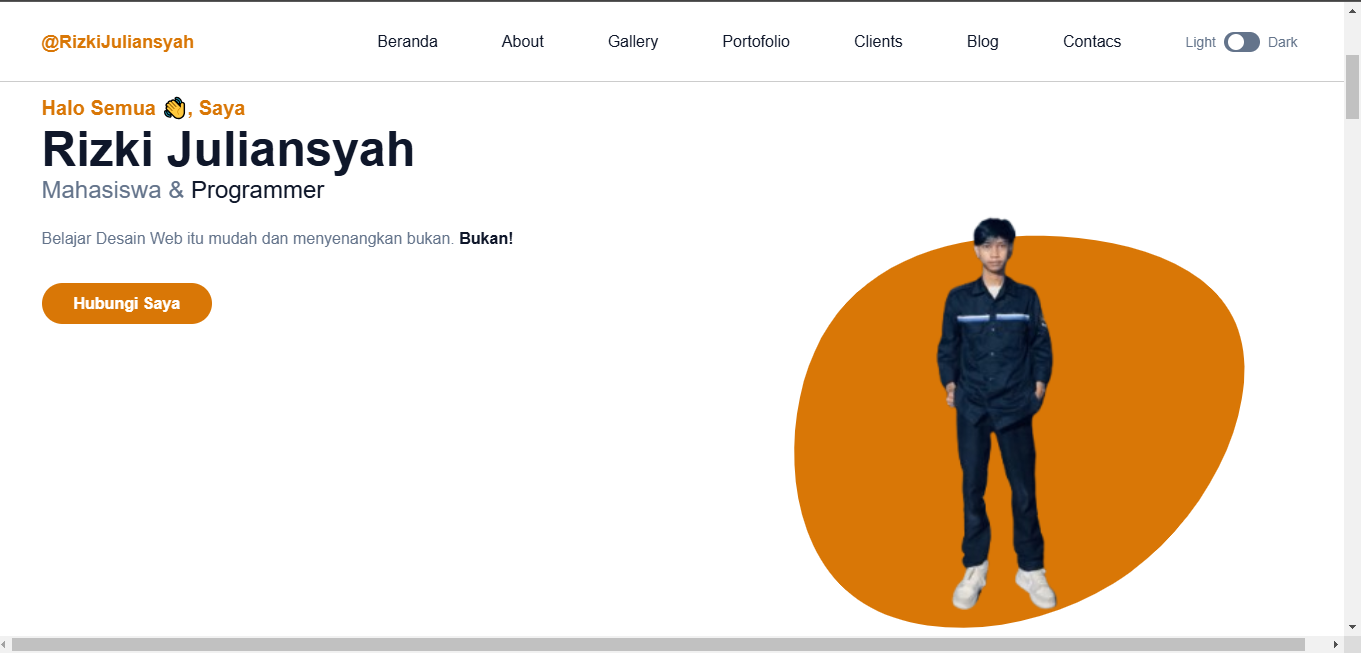 @RizkiJuliansyah Beranda About Gallery Portofolio Clients Blog Contacs Light Dark
Halo Semua 👋, Saya
Rizki Juliansyah
Mahasiswa & Programmer
Belajar Desain Web itu mudah dan menyenangkan bukan. Bukan!
Hubungi Saya